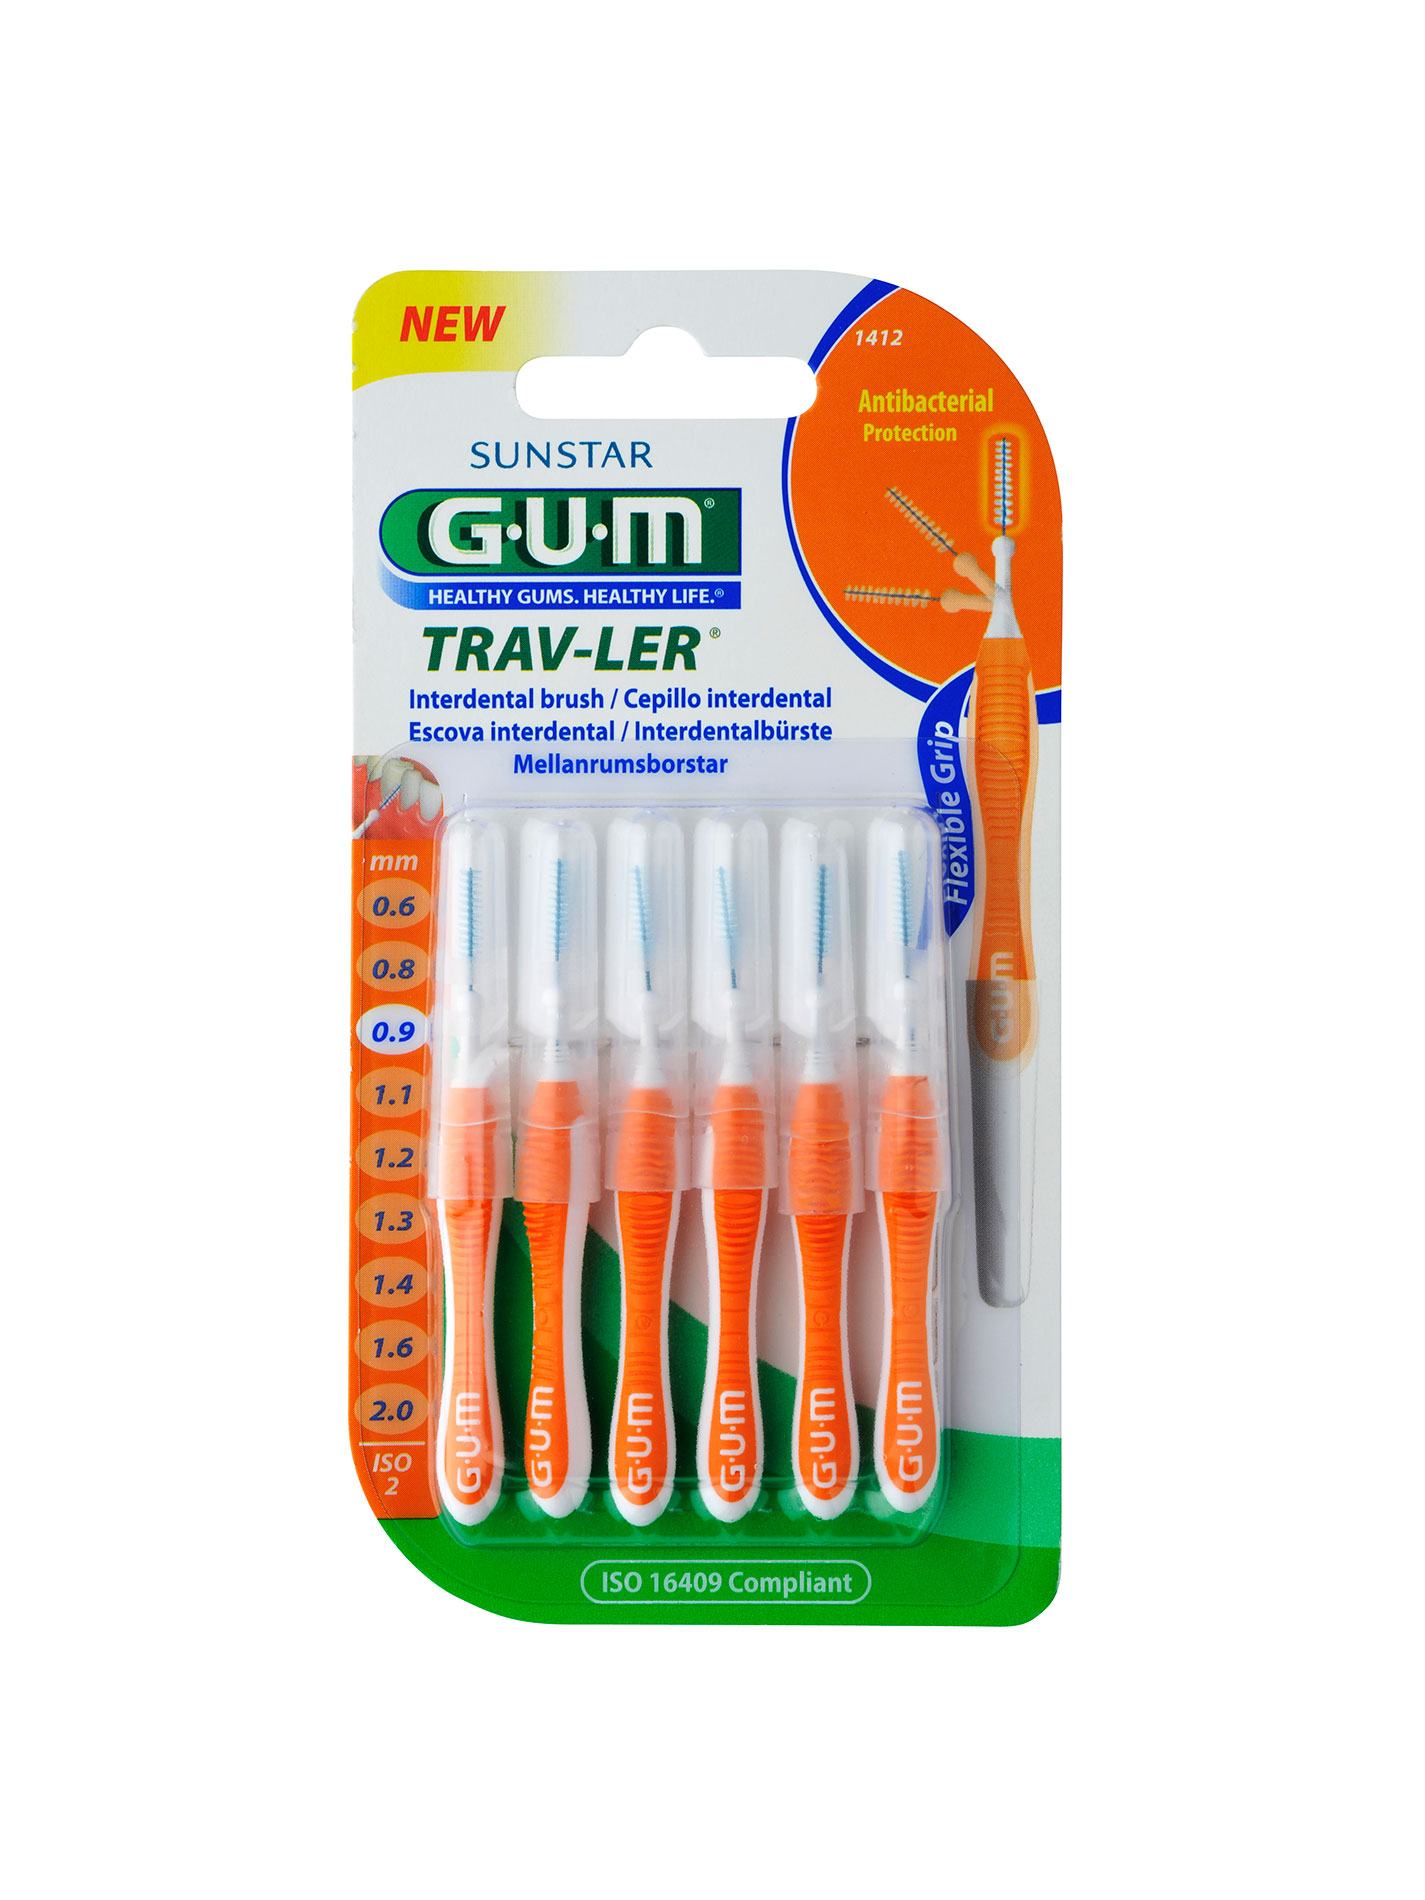 NEW
1412
Antibacterial
Protection
SUNSTAR
G·U·M®
HEALTHY GUMS. HEALTHY LIFE.®
TRAV-LER®
Interdental brush / Cepillo interdental
Escova interdental / Interdentalbürste
Mellanrumsborstar
Flexible Grip
G·U·M
mm
0.6
0.8
0.9
1.1
1.2
1.3
1.4
1.6
2.0
ISO
2
G·U·M
G·U·M
G·U·M
G·U·M
G·U·M
G·U·M
ISO 16409 Compliant